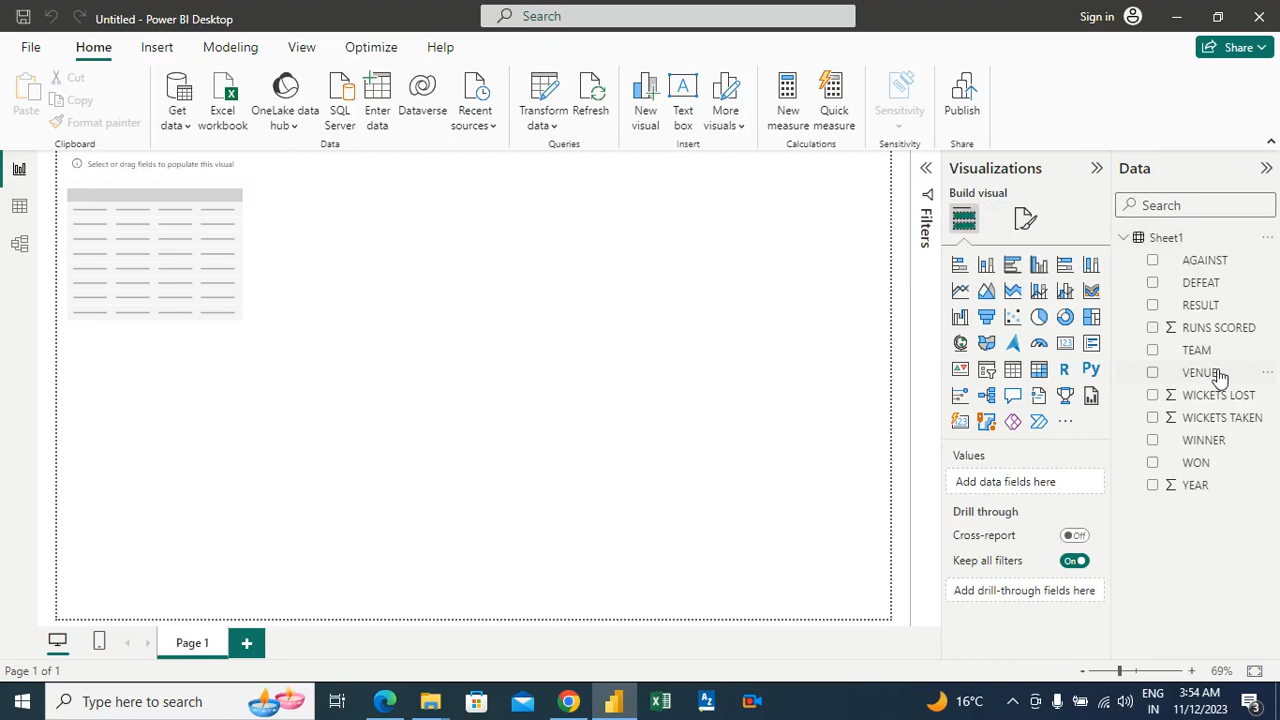 Untitled - Power BI Desktop
Search
Sign in
File
Home
Insert
Modeling
View
Optimize
Help
Share
Paste
Cut
Copy
Format painter
Get data
Excel workbook
OneLake data hub
SQL Server
Enter data
Dataverse
Recent sources
Transform data
Refresh
New visual
Text box
More visuals
New measure
Quick measure
Sensitivity
Publish
Clipboard
Data
Queries
Insert
Calculations
Sensitivity
Share
Select or drag fields to populate this visual
Filters
Visualizations
Build visual
R
Py
123
Values
Add data fields here
Drill through
Cross-report
Off
Keep all filters
On
Add drill-through fields here
Data
Search
Sheet1
AGAINST
DEFEAT
RESULT
Σ RUNS SCORED
TEAM
VENUE
Σ WICKETS LOST
Σ WICKETS TAKEN
WINNER
WON
Σ YEAR
Page 1
Page 1 of 1
69%
Type here to search
16°C
ENG
IN
3:54 AM
11/12/2023
3